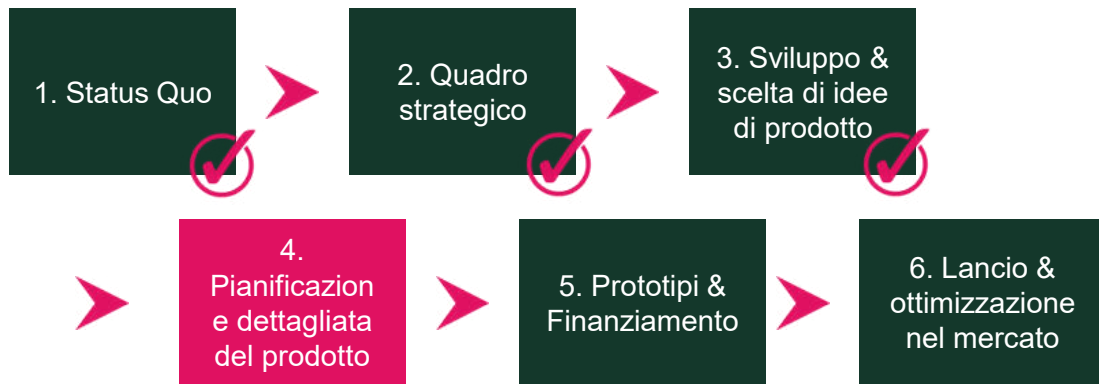 1. Status Quo
2. Quadro
strategico
3. Sviluppo &
scelta di idee
di prodotto
4.
Pianificazion
e dettagliata
del prodotto
5. Prototipi &
Finanziamento
6. Lancio &
ottimizzazione
nel mercato